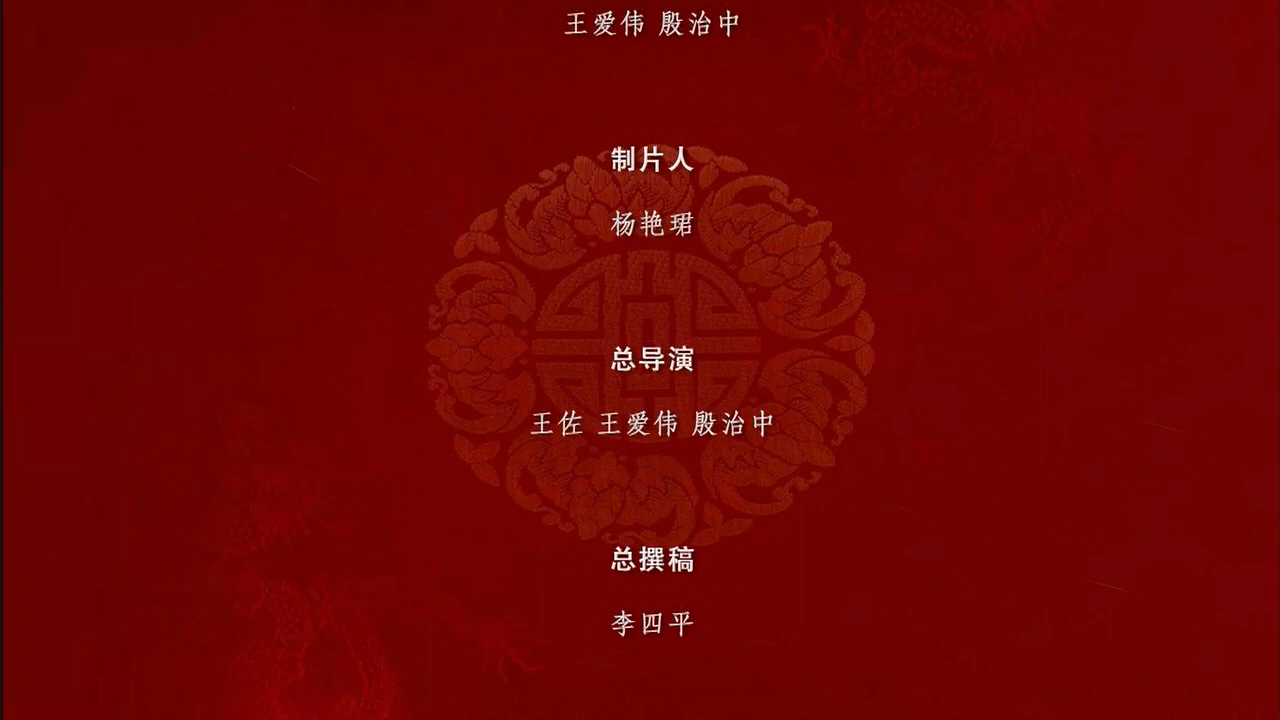 王爱伟 殷治中
制片人
杨艳珺
总导演
王佐 王爱伟 殷治中
总撰稿
李四平